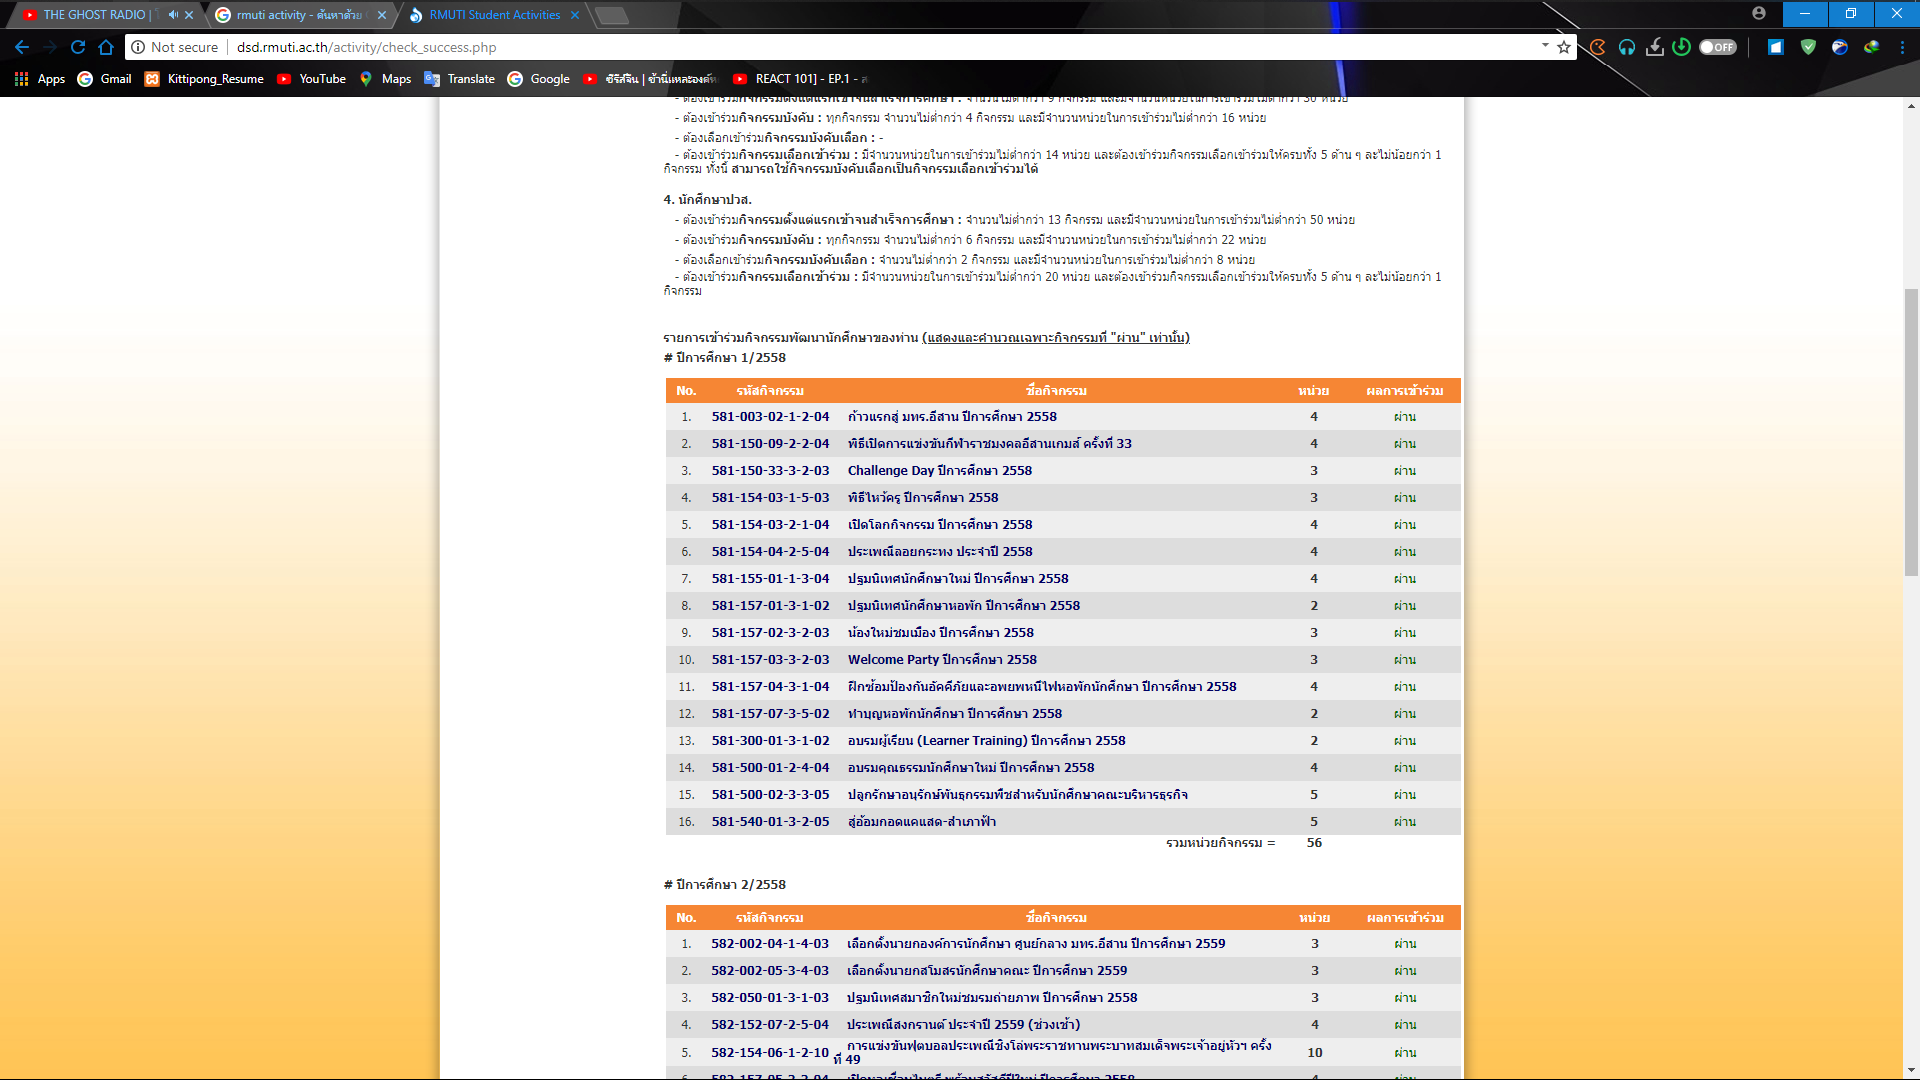 THE GHOST RADIO |
rmuti activity - ค้นหาด้วย
RMUTI Student Activities
Not secure | dsd.rmuti.ac.th/activity/check_success.php
OFF
Apps Gmail Kittipong_Resume YouTube Maps Translate Google ซีรีส์จีน | ข้านี่แหละองค์ห REACT 101] - EP.1 - ส
- ต้องเข้าร่วมกิจกรรมตั้งแต่แรกเข้าจนสำเร็จการศึกษา : จำนวนไม่ต่ำกว่า 9 กิจกรรม และมีจำนวนหน่วยในการเข้าร่วมไม่ต่ำกว่า 30 หน่วย
- ต้องเข้าร่วมกิจกรรมบังคับ : ทุกกิจกรรม จำนวนไม่ต่ำกว่า 4 กิจกรรม และมีจำนวนหน่วยในการเข้าร่วมไม่ต่ำกว่า 16 หน่วย
- ต้องเลือกเข้าร่วมกิจกรรมบังคับเลือก : -
- ต้องเข้าร่วมกิจกรรมเลือกเข้าร่วม : มีจำนวนหน่วยในการเข้าร่วมไม่ต่ำกว่า 14 หน่วย และต้องเข้าร่วมกิจกรรมเลือกเข้าร่วมให้ครบทั้ง 5 ด้าน ๆ ละไม่น้อยกว่า 1
กิจกรรม ทั้งนี้ สามารถใช้กิจกรรมบังคับเลือกเป็นกิจกรรมเลือกเข้าร่วมได้
4. นักศึกษาปวส.
- ต้องเข้าร่วมกิจกรรมตั้งแต่แรกเข้าจนสำเร็จการศึกษา : จำนวนไม่ต่ำกว่า 13 กิจกรรม และมีจำนวนหน่วยในการเข้าร่วมไม่ต่ำกว่า 50 หน่วย
- ต้องเข้าร่วมกิจกรรมบังคับ : ทุกกิจกรรม จำนวนไม่ต่ำกว่า 6 กิจกรรม และมีจำนวนหน่วยในการเข้าร่วมไม่ต่ำกว่า 22 หน่วย
- ต้องเลือกเข้าร่วมกิจกรรมบังคับเลือก : จำนวนไม่ต่ำกว่า 2 กิจกรรม และมีจำนวนหน่วยในการเข้าร่วมไม่ต่ำกว่า 8 หน่วย
- ต้องเข้าร่วมกิจกรรมเลือกเข้าร่วม : มีจำนวนหน่วยในการเข้าร่วมไม่ต่ำกว่า 20 หน่วย และต้องเข้าร่วมกิจกรรมเลือกเข้าร่วมให้ครบทั้ง 5 ด้าน ๆ ละไม่น้อยกว่า 1
กิจกรรม
รายการเข้าร่วมกิจกรรมพัฒนานักศึกษาของท่าน (แสดงและคำนวณเฉพาะกิจกรรมที่ "ผ่าน" เท่านั้น)
# ปีการศึกษา 1/2558
No. รหัสกิจกรรม ชื่อกิจกรรม หน่วย ผลการเข้าร่วม
1. 581-003-02-1-2-04 ก้าวแรกสู่ มทร.อีสาน ปีการศึกษา 2558 4 ผ่าน
2. 581-150-09-2-2-04 พิธีเปิดการแข่งขันกีฬาราชมงคลอีสานเกมส์ ครั้งที่ 33 4 ผ่าน
3. 581-150-33-3-2-03 Challenge Day ปีการศึกษา 2558 3 ผ่าน
4. 581-154-03-1-5-03 พิธีไหว้ครู ปีการศึกษา 2558 3 ผ่าน
5. 581-154-03-2-1-04 เปิดโลกกิจกรรม ปีการศึกษา 2558 4 ผ่าน
6. 581-154-04-2-5-04 ประเพณีลอยกระทง ประจำปี 2558 4 ผ่าน
7. 581-155-01-1-3-04 ปฐมนิเทศนักศึกษาใหม่ ปีการศึกษา 2558 4 ผ่าน
8. 581-157-01-3-1-02 ปฐมนิเทศนักศึกษาหอพัก ปีการศึกษา 2558 2 ผ่าน
9. 581-157-02-3-2-03 น้องใหม่ชมเมือง ปีการศึกษา 2558 3 ผ่าน
10. 581-157-03-3-2-03 Welcome Party ปีการศึกษา 2558 3 ผ่าน
11. 581-157-04-3-1-04 ฝึกซ้อมป้องกันอัคคีภัยและอพยพหนีไฟหอพักนักศึกษา ปีการศึกษา 2558 4 ผ่าน
12. 581-157-07-3-5-02 ทำบุญหอพักนักศึกษา ปีการศึกษา 2558 2 ผ่าน
13. 581-300-01-3-1-02 อบรมผู้เรียน (Learner Training) ปีการศึกษา 2558 2 ผ่าน
14. 581-500-01-2-4-04 อบรมคุณธรรมนักศึกษาใหม่ ปีการศึกษา 2558 4 ผ่าน
15. 581-500-02-3-3-05 ปลูกรักษาอนุรักษ์พันธุกรรมพืชสำหรับนักศึกษาคณะบริหารธุรกิจ 5 ผ่าน
16. 581-540-01-3-2-05 สู่อ้อมกอดแคแสด-สำเภาฟ้า 5 ผ่าน
รวมหน่วยกิจกรรม = 56
# ปีการศึกษา 2/2558
No. รหัสกิจกรรม ชื่อกิจกรรม หน่วย ผลการเข้าร่วม
1. 582-002-04-1-4-03 เลือกตั้งนายกองค์การนักศึกษา ศูนย์กลาง มทร.อีสาน ปีการศึกษา 2559 3 ผ่าน
2. 582-002-05-3-4-03 เลือกตั้งนายกสโมสรนักศึกษาคณะ ปีการศึกษา 2559 3 ผ่าน
3. 582-050-01-3-1-03 ปฐมนิเทศสมาชิกใหม่ชมรมถ่ายภาพ ปีการศึกษา 2558 3 ผ่าน
4. 582-152-07-2-5-04 ประเพณีสงกรานต์ ประจำปี 2559 (ช่วงเช้า) 4 ผ่าน
5. 582-154-06-1-2-10 การแข่งขันฟุตบอลประเพณีชิงโล่พระราชทานพระบาทสมเด็จพระเจ้าอยู่หัวฯ ครั้ง
ที่ 49 10 ผ่าน